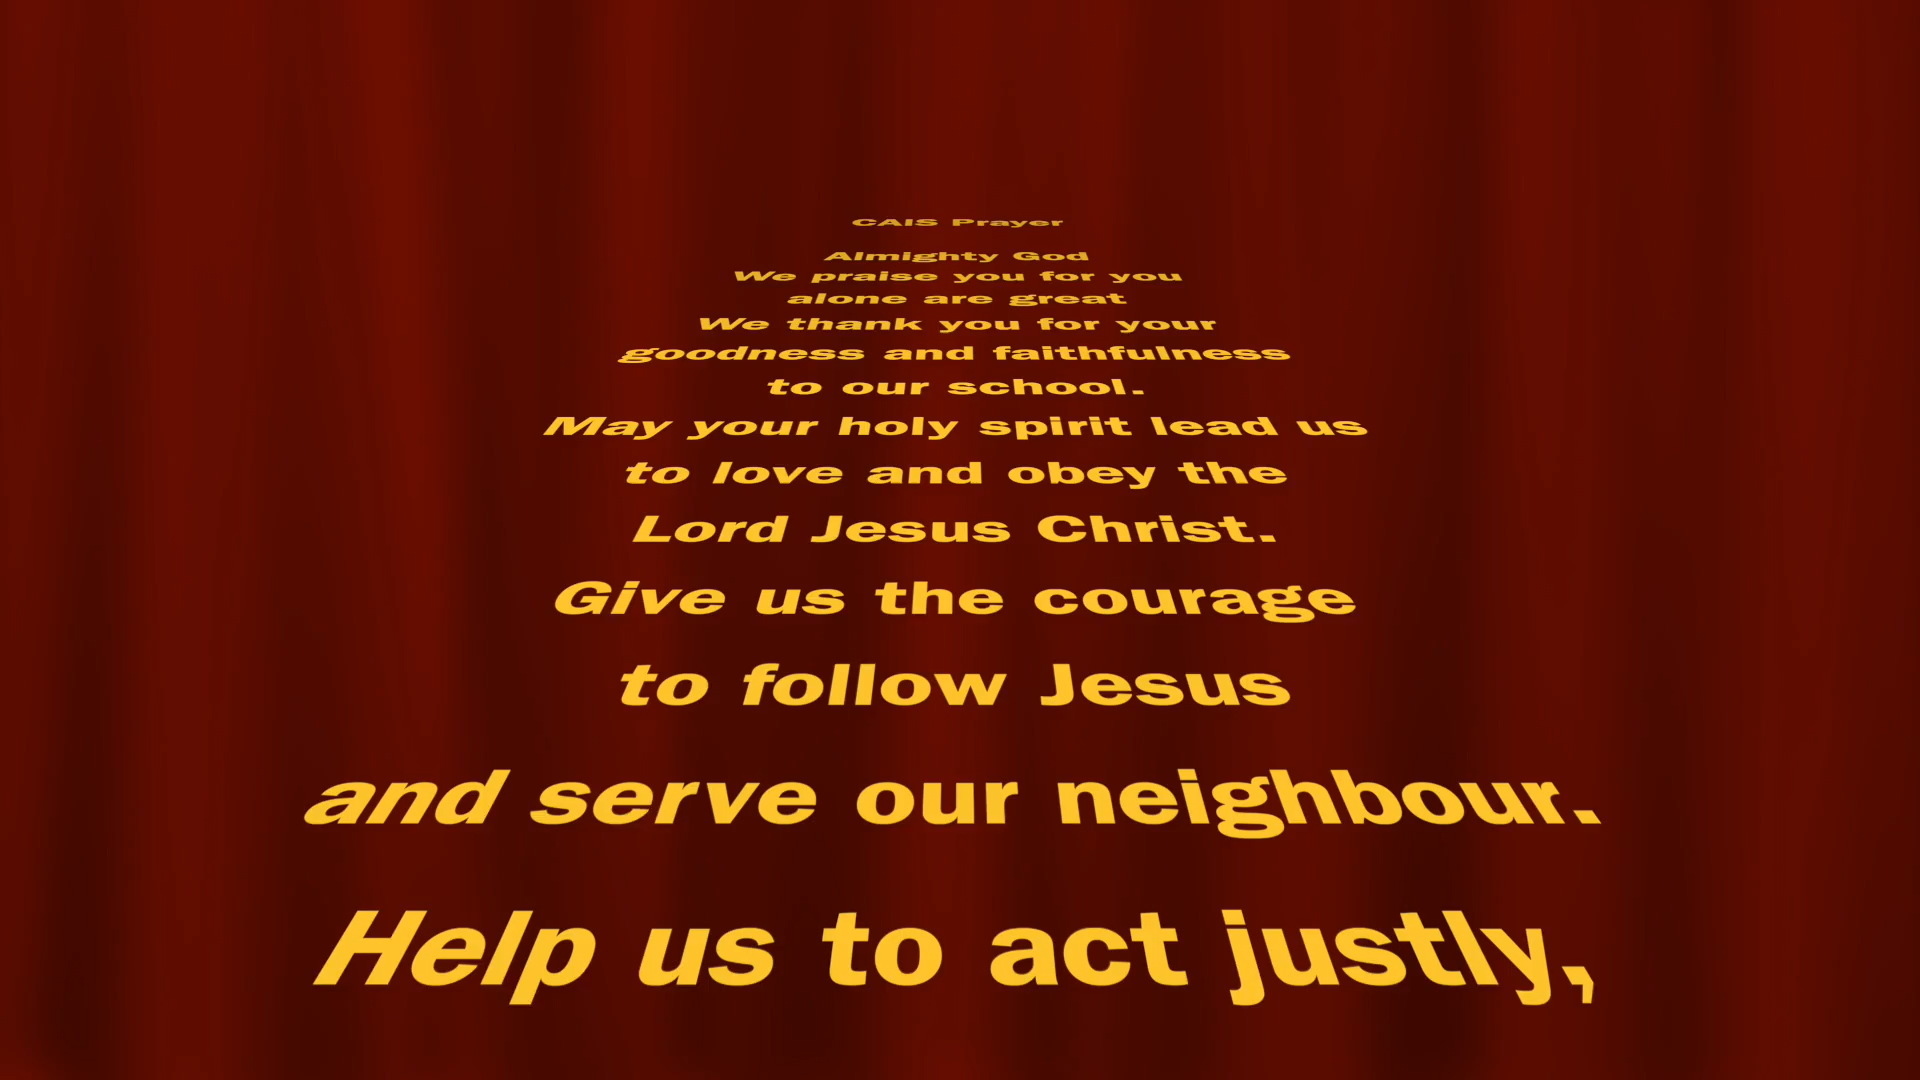 CAIS Prayer
Almighty God
We praise you for you
alone are great
We thank you for your
goodness and faithfulness
to our school.
May your holy spirit lead us
to love and obey the
Lord Jesus Christ.
Give us the courage
to follow Jesus
and serve our neighbour.
Help us to act justly,